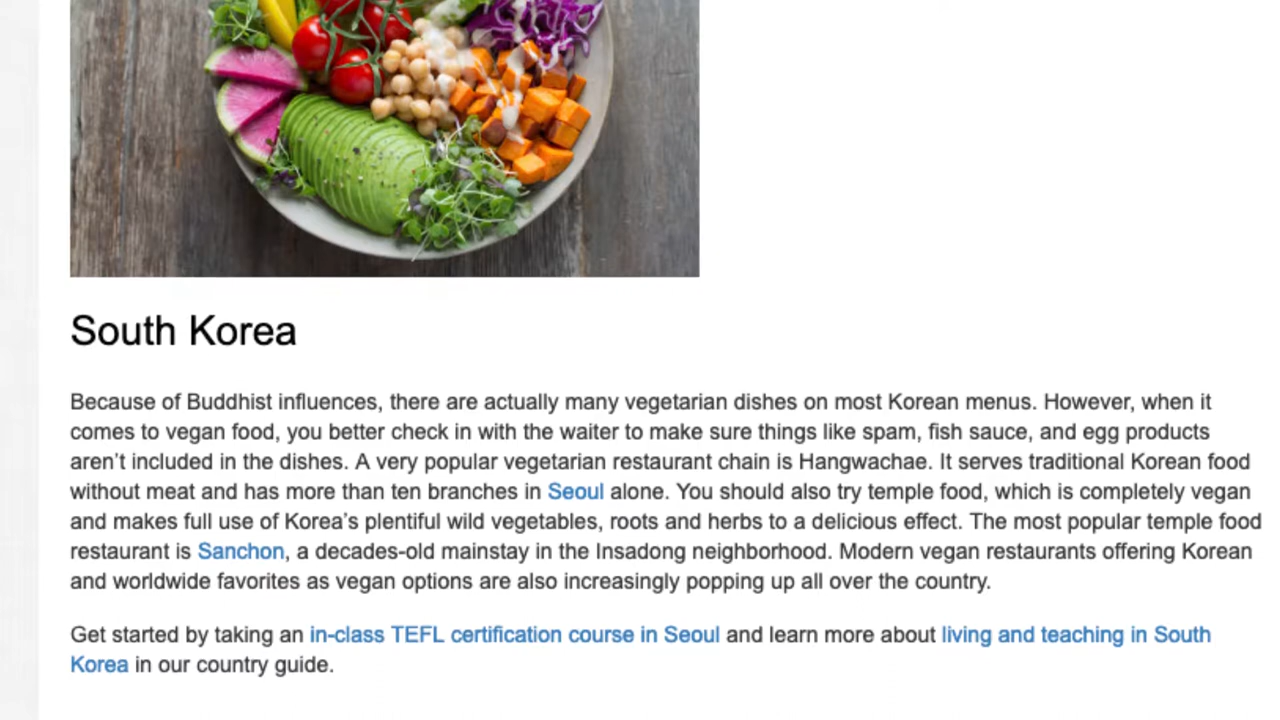 South Korea
Because of Buddhist influences, there are actually many vegetarian dishes on most Korean menus. However, when it
comes to vegan food, you better check in with the waiter to make sure things like spam, fish sauce, and egg products
aren’t included in the dishes. A very popular vegetarian restaurant chain is Hangwachae. It serves traditional Korean food
without meat and has more than ten branches in Seoul alone. You should also try temple food, which is completely vegan
and makes full use of Korea’s plentiful wild vegetables, roots and herbs to a delicious effect. The most popular temple food
restaurant is Sanchon, a decades-old mainstay in the Insadong neighborhood. Modern vegan restaurants offering Korean
and worldwide favorites as vegan options are also increasingly popping up all over the country.
Get started by taking an in-class TEFL certification course in Seoul and learn more about living and teaching in South
Korea in our country guide.